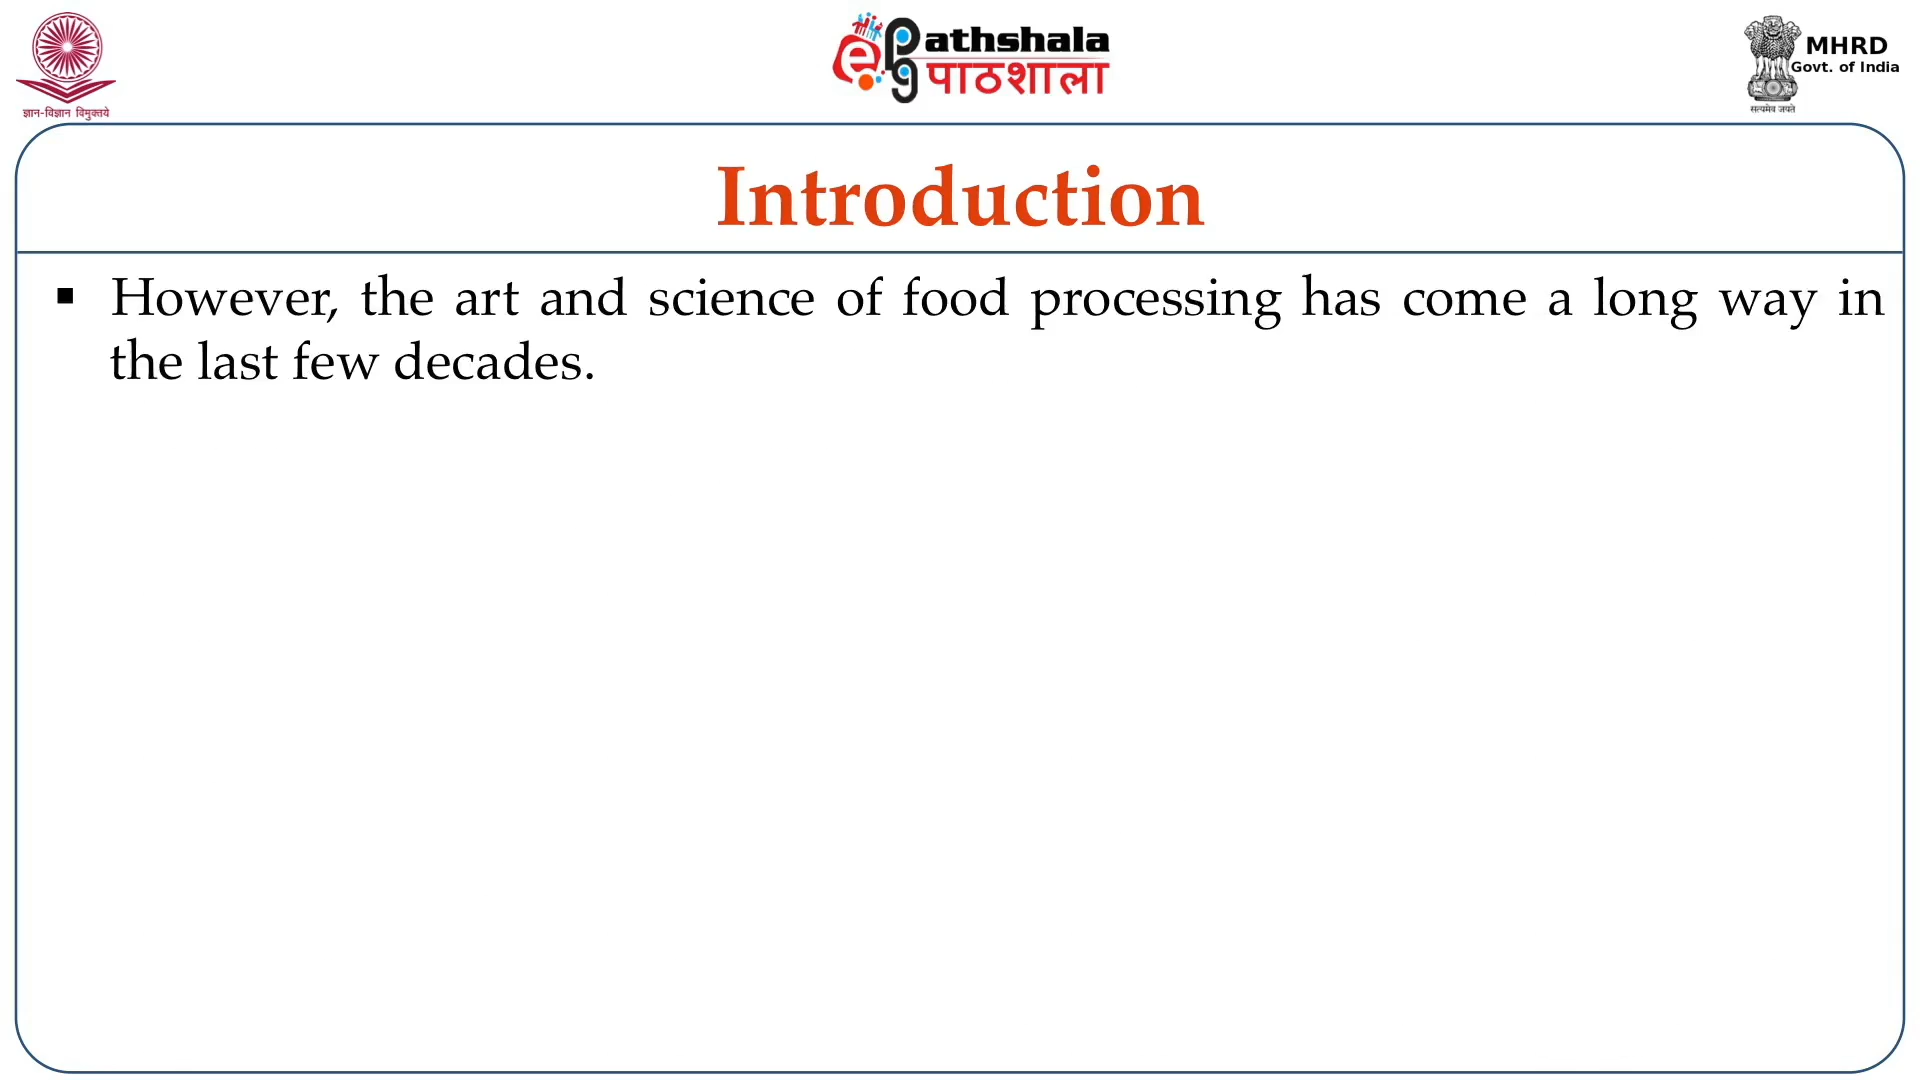 ज्ञान-विज्ञान विमुक्तये
e
pg
athshala
पाठशाला
MHRD
Govt. of India
सत्यमेव जयते
Introduction
▪ However, the art and science of food processing has come a long way in
the last few decades.